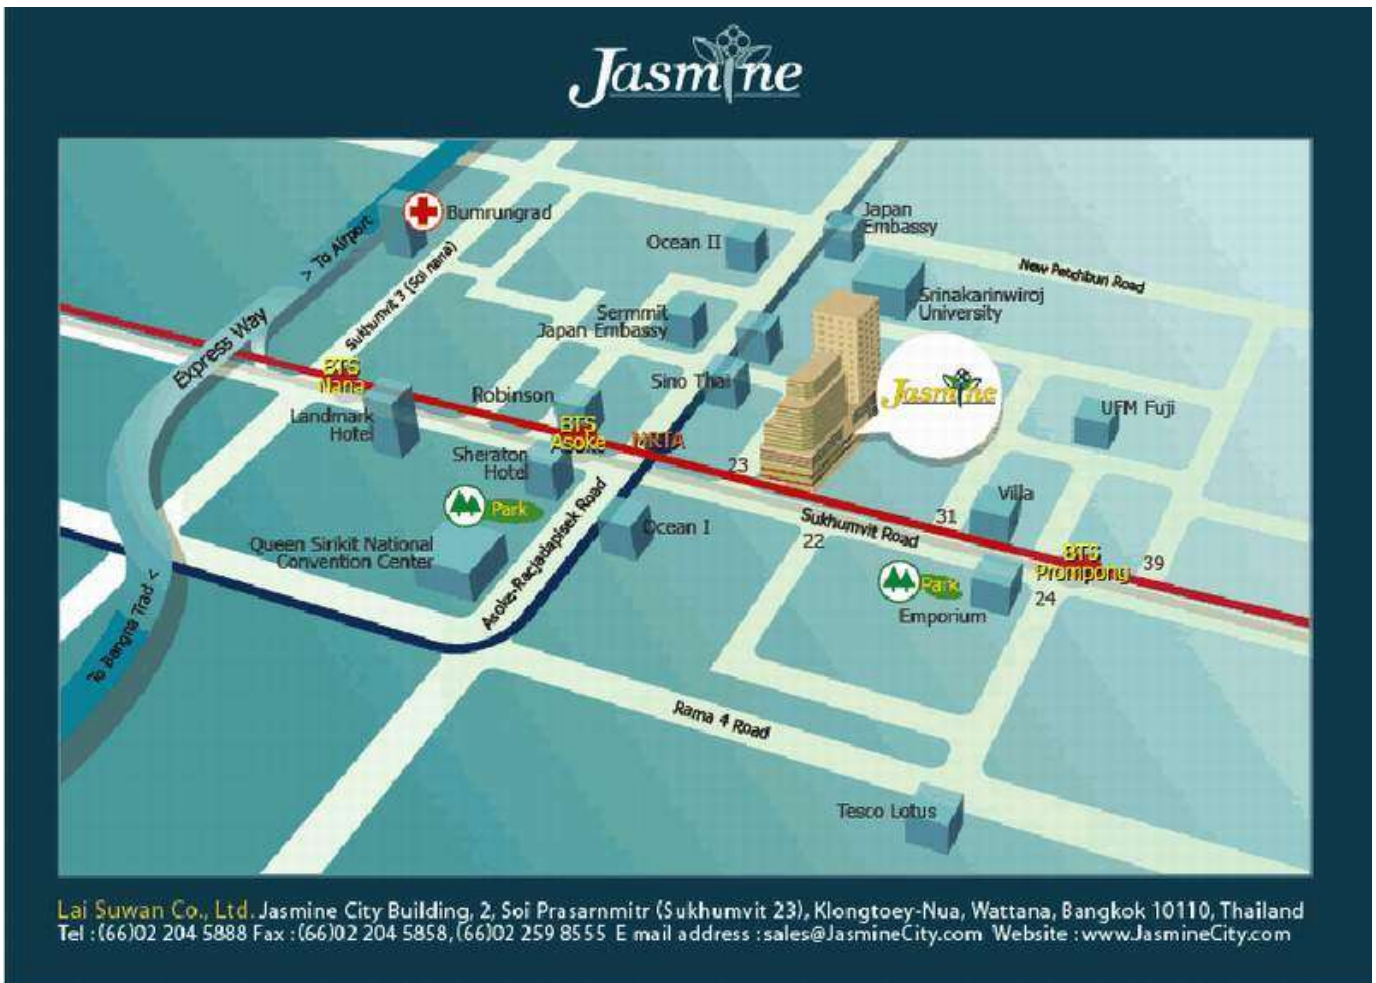 Jasmine
Bumrungrad
> To Airport
Sukhumvit 3 (Soi nana)
Express Way
Ocean II
Japan
Embassy
New Petchburi Road
Srinakarinwiroj
University
Sermmit
Japan Embassy
BTS
Nana
Landmark
Hotel
Robinson
Sino Thai
Jasmine
UFM Fuji
BTS
Asoke
MRTA
Sheraton
Hotel
23
Park
Villa
Ocean I
Sukhumvit Road
31
22
Queen Sirikit National
Convention Center
Asoke-Racjadapisek Road
BTS
Prompong
39
Park
24
Emporium
To Bangna Trad <
Rama 4 Road
Tesco Lotus
Lai Suwan Co., Ltd. Jasmine City Building, 2, Soi Prasarnmitr (Sukhumvit 23), Klongtoey-Nua, Wattana, Bangkok 10110, Thailand
Tel :(66)02 204 5888 Fax :(66)02 204 5858,(66)02 259 8555 E mail address :sales@JasmineCity.com Website :www.JasmineCity.com